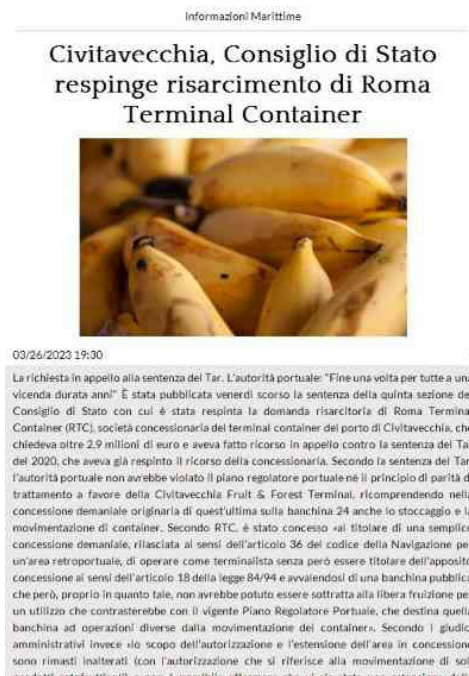 Informazioni Marittime
Civitavecchia, Consiglio di Stato
respinge risarcimento di Roma
Terminal Container
03/26/2023 19:30
La richiesta in appello alla sentenza del Tar. L'autorità portuale: "Fine una volta per tutte a una
vicenda durata anni" È stata pubblicata venerdì scorso la sentenza della quinta sezione del
Consiglio di Stato con cui è stata respinta la domanda risarcitoria di Roma Terminal
Container (RTC), società concessionaria del terminal container del porto di Civitavecchia, che
chiedeva oltre 2,9 milioni di euro e aveva fatto ricorso in appello contro la sentenza del Tar
del 2020, che aveva già respinto il ricorso della concessionaria. Secondo la sentenza del Tar
l'autorità portuale non avrebbe violato il piano regolatore portuale né il principio di parità di
trattamento a favore della Civitavecchia Fruit & Forest Terminal, ricomprendendo nella
concessione demaniale originaria di quest'ultima sulla banchina 24 anche lo stoccaggio e la
movimentazione di container. Secondo RTC, è stato concesso «al titolare di una semplice
concessione demaniale, rilasciata ai sensi dell'articolo 36 del codice della Navigazione per
un'area retroportuale, di operare come terminalista senza però essere titolare dell'apposita
concessione ai sensi dell'articolo 18 della legge 84/94 e avvalendosi di una banchina pubblica
che però, proprio in quanto tale, non avrebbe potuto essere sottratta alla libera fruizione per
un utilizzo che contrasterebbe con il vigente Piano Regolatore Portuale, che destina quella
banchina ad operazioni diverse dalla movimentazione dei container». Secondo i giudici
amministrativi invece «lo scopo dell'autorizzazione e l'estensione dell'area in concessione
sono rimasti inalterati (con l'autorizzazione che si riferisce alla movimentazione di soli